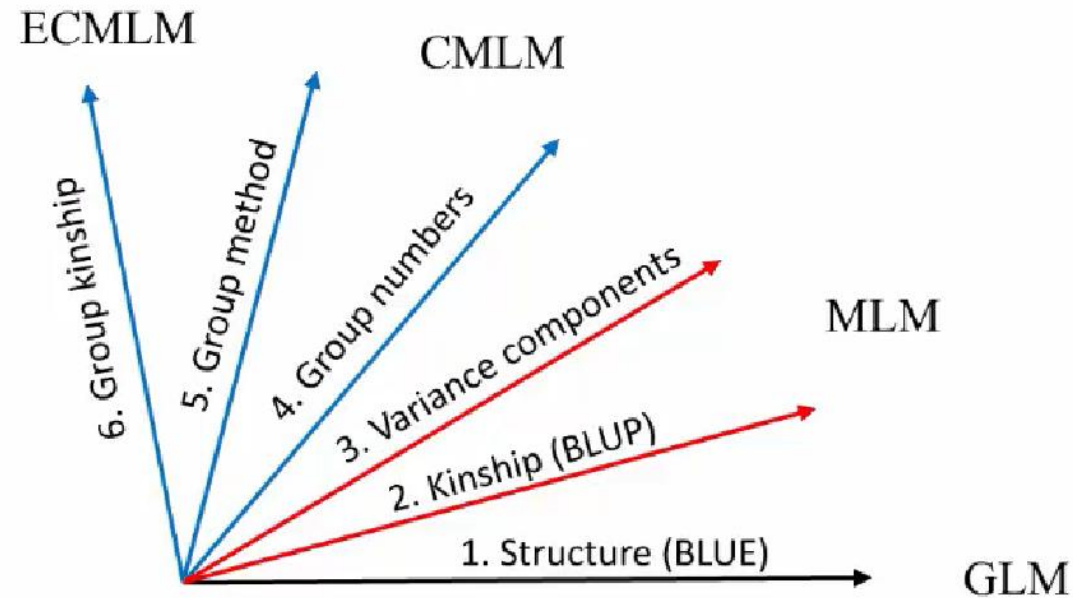 ECMLM
CMLM
6. Group kinship
5. Group method
4. Group numbers
3. Variance components
MLM
2. Kinship (BLUP)
1. Structure (BLUE)
GLM